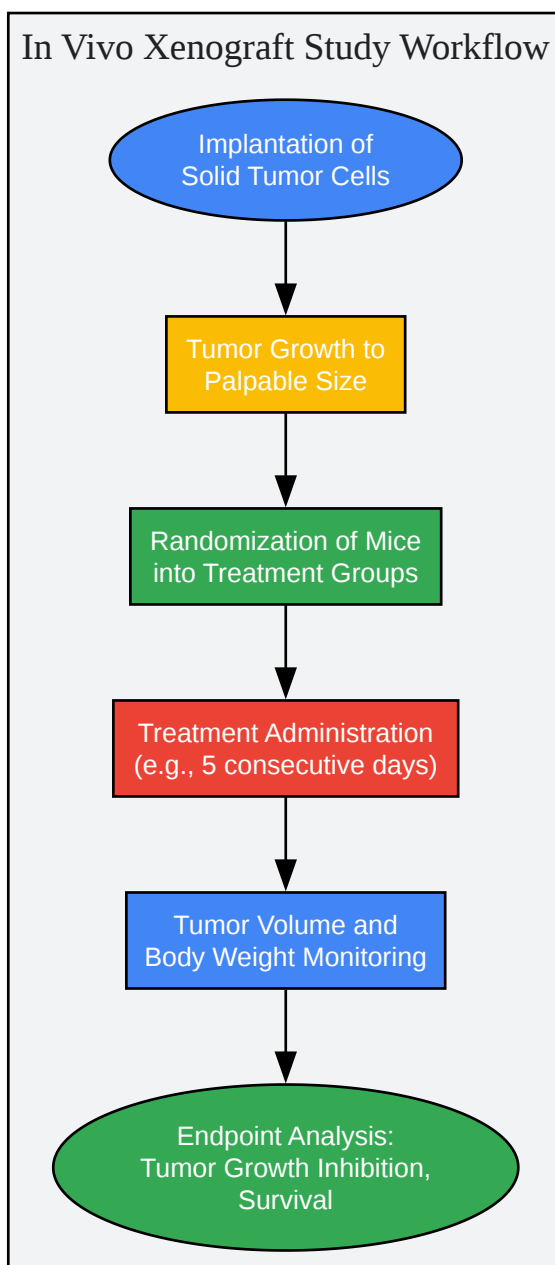 In Vivo Xenograft Study Workflow
Implantation of
Solid Tumor Cells
Tumor Growth to
Palpable Size
Randomization of Mice
into Treatment Groups
Treatment Administration
(e.g., 5 consecutive days)
Tumor Volume and
Body Weight Monitoring
Endpoint Analysis:
Tumor Growth Inhibition,
Survival